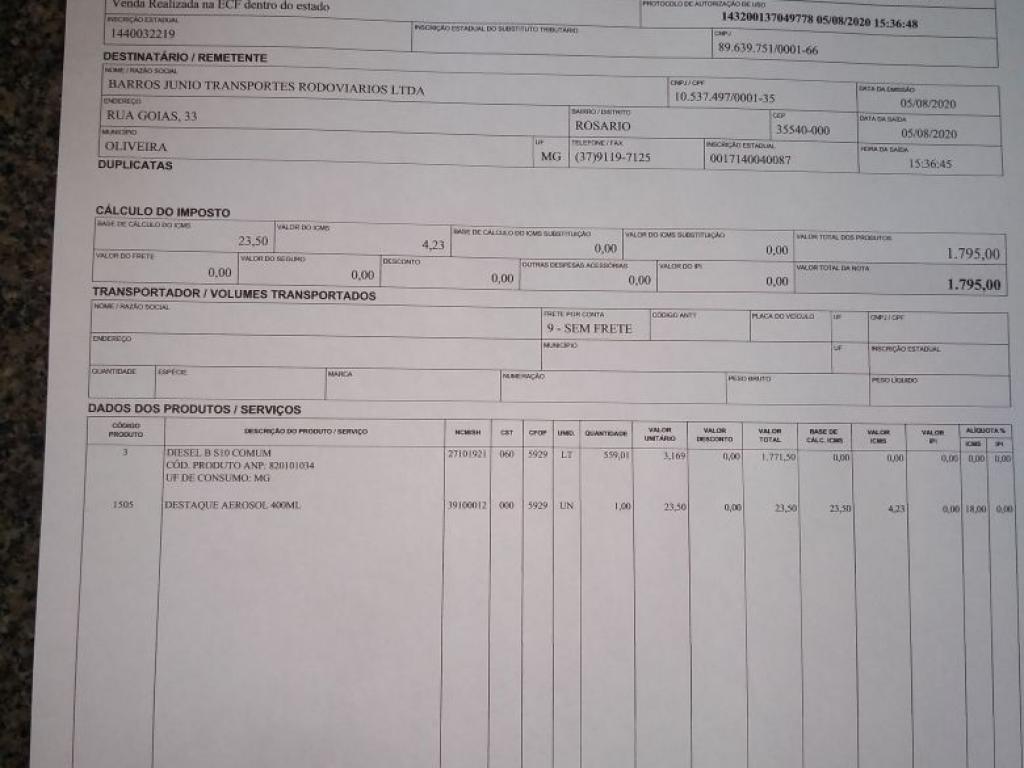 Venda Realizada na ECF dentro do estado
PROTOCOLO DE AUTORIZAÇÃO DE USO
143200137049778 05/08/2020 15:36:48
INSCRIÇÃO ESTADUAL
1440032219
INSCRIÇÃO ESTADUAL DO SUBSTITUTO TRIBUTÁRIO
CNPJ
89.639.751/0001-66
DESTINATÁRIO / REMETENTE
NOME / RAZÃO SOCIAL
BARROS JUNIO TRANSPORTES RODOVIARIOS LTDA
CNPJ / CPF
10.537.497/0001-35
DATA DA EMISSÃO
05/08/2020
ENDEREÇO
RUA GOIAS, 33
BAIRRO / DISTRITO
ROSARIO
CEP
35540-000
DATA DA SAÍDA
05/08/2020
MUNICÍPIO
OLIVEIRA
UF
MG
TELEFONE / FAX
(37)9119-7125
INSCRIÇÃO ESTADUAL
0017140040087
HORA DA SAÍDA
15:36:45
DUPLICATAS
CÁLCULO DO IMPOSTO
BASE DE CÁLCULO DO ICMS
23,50
VALOR DO ICMS
4,23
BASE DE CÁLCULO DO ICMS SUBSTITUIÇÃO
0,00
VALOR DO ICMS SUBSTITUIÇÃO
0,00
VALOR TOTAL DOS PRODUTOS
1.795,00
VALOR DO FRETE
0,00
VALOR DO SEGURO
0,00
DESCONTO
0,00
OUTRAS DESPESAS ACESSÓRIAS
0,00
VALOR DO IPI
0,00
VALOR TOTAL DA NOTA
1.795,00
TRANSPORTADOR / VOLUMES TRANSPORTADOS
NOME / RAZÃO SOCIAL
FRETE POR CONTA
9 - SEM FRETE
CÓDIGO ANTT
PLACA DO VEÍCULO
UF
CNPJ / CPF
ENDEREÇO
MUNICÍPIO
UF
INSCRIÇÃO ESTADUAL
QUANTIDADE
ESPÉCIE
MARCA
NUMERAÇÃO
PESO BRUTO
PESO LÍQUIDO
DADOS DOS PRODUTOS / SERVIÇOS
CÓDIGO PRODUTO DESCRIÇÃO DO PRODUTO / SERVIÇO NCM/SH CST CFOP UNID. QUANTIDADE VALOR UNITÁRIO VALOR DESCONTO VALOR TOTAL BASE DE CÁLC. ICMS VALOR ICMS VALOR IPI ALÍQUOTA % ICMS IPI
3 DIESEL B S10 COMUM 27101921 060 5929 LT 559,01 3,169 0,00 1.771,50 0,00 0,00 0,00 0,00 0,00
CÓD. PRODUTO ANP: 820101034
UF DE CONSUMO: MG
1505 DESTAQUE AEROSOL 400ML 39100012 000 5929 UN 1,00 23,50 0,00 23,50 23,50 4,23 0,00 18,00 0,00